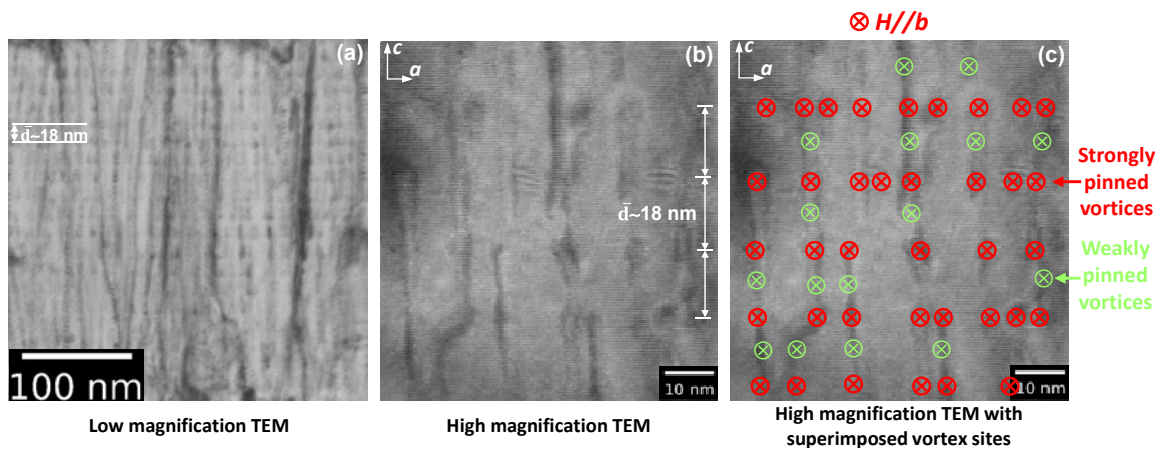 H//b
(a)
d̄~18 nm
100 nm
Low magnification TEM
c
a
(b)
d̄~18 nm
10 nm
High magnification TEM
c
a
(c)
10 nm
High magnification TEM with
superimposed vortex sites
Strongly
pinned
vortices
Weakly
pinned
vortices